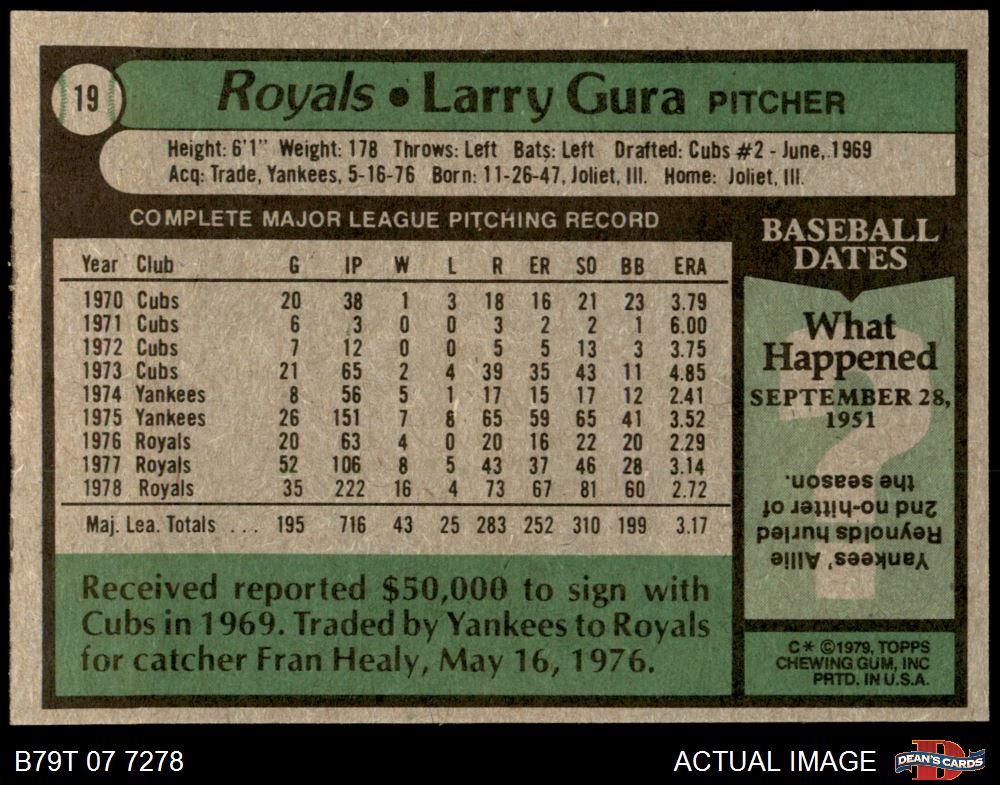 19
Royals • Larry Gura PITCHER
Height: 6'1" Weight: 178 Throws: Left Bats: Left Drafted: Cubs #2 - June, 1969
Acq: Trade, Yankees, 5-16-76 Born: 11-26-47, Joliet, Ill. Home: Joliet, Ill.
COMPLETE MAJOR LEAGUE PITCHING RECORD
Year Club G IP W L R ER SO BB ERA
1970 Cubs 20 38 1 3 18 16 21 23 3.79
1971 Cubs 6 3 0 0 3 2 2 1 6.00
1972 Cubs 7 12 0 0 5 5 13 3 3.75
1973 Cubs 21 65 2 4 39 35 43 11 4.85
1974 Yankees 8 56 5 1 17 15 17 12 2.41
1975 Yankees 26 151 7 8 65 59 65 41 3.52
1976 Royals 20 63 4 0 20 16 22 20 2.29
1977 Royals 52 106 8 5 43 37 46 28 3.14
1978 Royals 35 222 16 4 73 67 81 60 2.72
Maj. Lea. Totals ... 195 716 43 25 283 252 310 199 3.17
Received reported $50,000 to sign with
Cubs in 1969. Traded by Yankees to Royals
for catcher Fran Healy, May 16, 1976.
BASEBALL
DATES
What
Happened
SEPTEMBER 28,
1951
?
Yankees' Allie
Reynolds hurled
2nd no-hitter of
the season.
C* ©1979, TOPPS
CHEWING GUM, INC
PRTD. IN U.S.A.
B79T 07 7278
ACTUAL IMAGE
D
DEAN'S CARDS